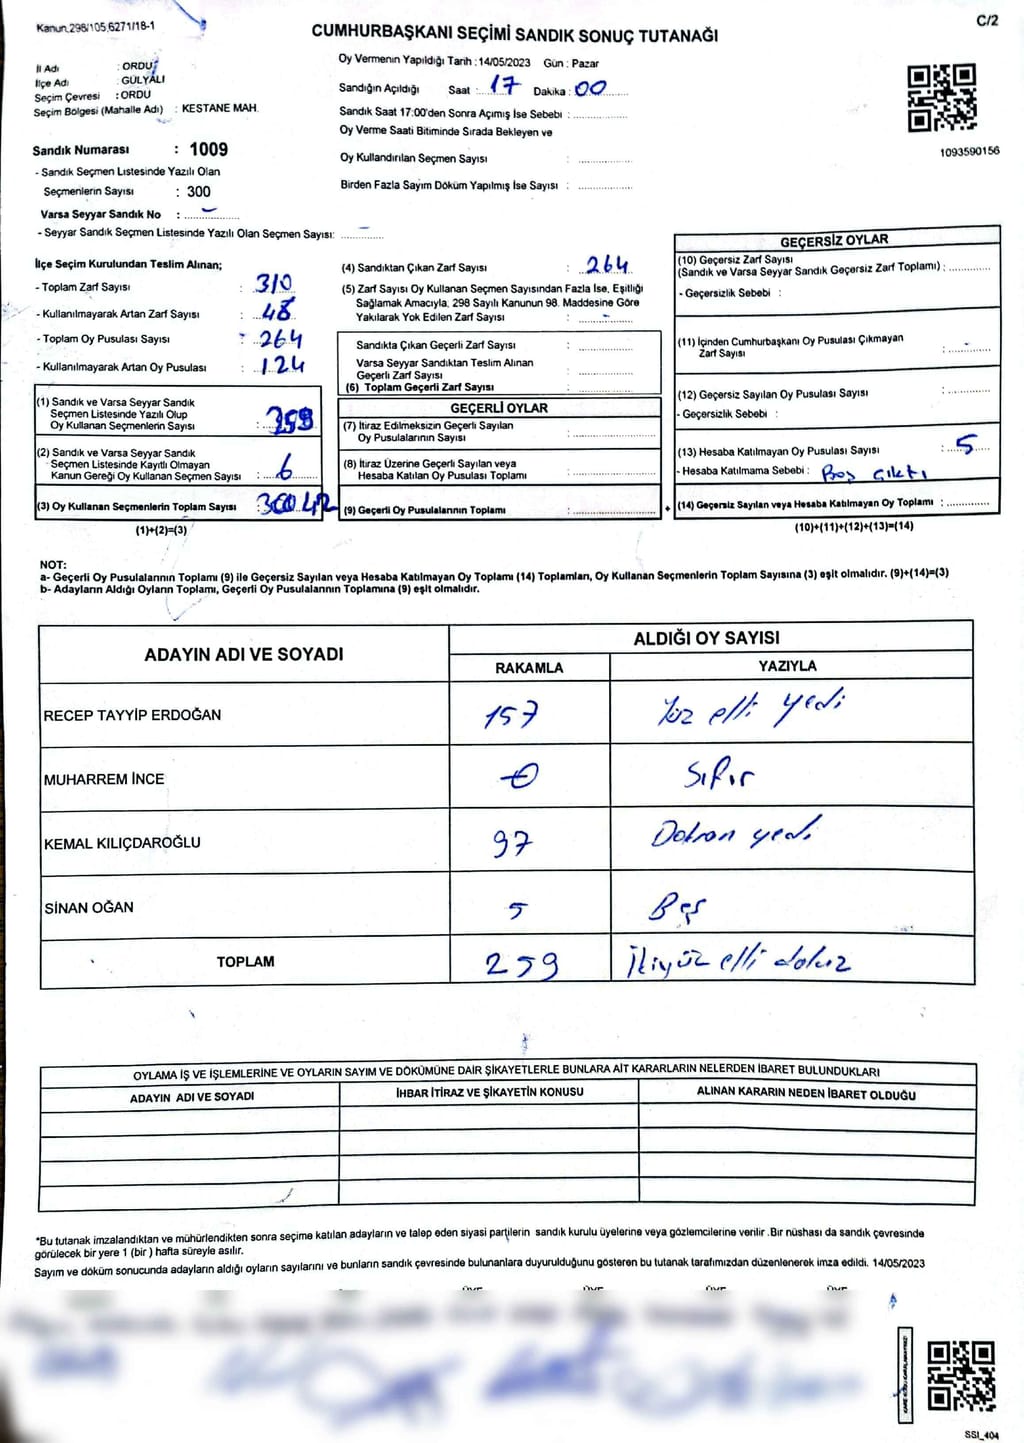 Kanun.298/105,6271/18-1
C/2
CUMHURBAŞKANI SEÇİMİ SANDIK SONUÇ TUTANAĞI
İl Adı : ORDU
İlçe Adı : GÜLYALI
Seçim Çevresi : ORDU
Seçim Bölgesi (Mahalle Adı) : KESTANE MAH.
Oy Vermenin Yapıldığı Tarih : 14/05/2023 Gün : Pazar
Sandığın Açıldığı Saat : 17 Dakika : 00
Sandık Saat 17:00'den Sonra Açımış İse Sebebi :
Oy Verme Saati Bitiminde Sırada Bekleyen ve
Oy Kullandırılan Seçmen Sayısı :
Birden Fazla Sayım Döküm Yapılmış İse Sayısı :
1093590156
Sandık Numarası : 1009
- Sandık Seçmen Listesinde Yazılı Olan
Seçmenlerin Sayısı : 300
Varsa Seyyar Sandık No : -
- Seyyar Sandık Seçmen Listesinde Yazılı Olan Seçmen Sayısı: -
İlçe Seçim Kurulundan Teslim Alınan;
- Toplam Zarf Sayısı : 310
- Kullanılmayarak Artan Zarf Sayısı :
- Toplam Oy Pusulası Sayısı : 264
- Kullanılmayarak Artan Oy Pusulası : 124
(1) Sandık ve Varsa Seyyar Sandık
Seçmen Listesinde Yazılı Olup
Oy Kullanan Seçmenlerin Sayısı :
(2) Sandık ve Varsa Seyyar Sandık
Seçmen Listesinde Kayıtlı Olmayan
Kanun Gereği Oy Kullanan Seçmen Sayısı : 6
(3) Oy Kullanan Seçmenlerin Toplam Sayısı :
(1)+(2)=(3)
(4) Sandıktan Çıkan Zarf Sayısı : 264
(5) Zarf Sayısı Oy Kullanan Seçmen Sayısından Fazla İse, Eşitliği
Sağlamak Amacıyla, 298 Sayılı Kanunun 98. Maddesine Göre
Yakılarak Yok Edilen Zarf Sayısı : -
Sandıkta Çıkan Geçerli Zarf Sayısı :
Varsa Seyyar Sandıktan Teslim Alınan
Geçerli Zarf Sayısı :
(6) Toplam Geçerli Zarf Sayısı :
GEÇERLİ OYLAR
(7) İtiraz Edilmeksizin Geçerli Sayılan
Oy Pusulalarının Sayısı :
(8) İtiraz Üzerine Geçerli Sayılan veya
Hesaba Katılan Oy Pusulası Toplamı :
(9) Geçerli Oy Pusulalarının Toplamı :
+
GEÇERSİZ OYLAR
(10) Geçersiz Zarf Sayısı
(Sandık ve Varsa Seyyar Sandık Geçersiz Zarf Toplamı) :
- Geçersizlik Sebebi :
(11) İçinden Cumhurbaşkanı Oy Pusulası Çıkmayan
Zarf Sayısı : -
(12) Geçersiz Sayılan Oy Pusulası Sayısı :
- Geçersizlik Sebebi :
(13) Hesaba Katılmayan Oy Pusulası Sayısı : 5
- Hesaba Katılmama Sebebi : Boş Çıktı
(14) Geçersiz Sayılan veya Hesaba Katılmayan Oy Toplamı :
(10)+(11)+(12)+(13)=(14)
NOT:
a- Geçerli Oy Pusulalarının Toplamı (9) ile Geçersiz Sayılan veya Hesaba Katılmayan Oy Toplamı (14) Toplamları, Oy Kullanan Seçmenlerin Toplam Sayısına (3) eşit olmalıdır. (9)+(14)=(3)
b- Adayların Aldığı Oyların Toplamı, Geçerli Oy Pusulalarının Toplamına (9) eşit olmalıdır.
ADAYIN ADI VE SOYADI
ALDIĞI OY SAYISI
RAKAMLA YAZIYLA
RECEP TAYYİP ERDOĞAN 157 Yüz elli yedi
MUHARREM İNCE 0 Sıfır
KEMAL KILIÇDAROĞLU 97 Doksan yedi
SİNAN OĞAN 5 Beş
TOPLAM 259 İkiyüz elli dokuz
OYLAMA İŞ VE İŞLEMLERİNE VE OYLARIN SAYIM VE DÖKÜMÜNE DAİR ŞİKAYETLERLE BUNLARA AİT KARARLARIN NELERDEN İBARET BULUNDUKLARI
ADAYIN ADI VE SOYADI İHBAR İTİRAZ VE ŞİKAYETİN KONUSU ALINAN KARARIN NEDEN İBARET OLDUĞU
*Bu tutanak imzalandıktan ve mühürlendikten sonra seçime katılan adayların ve talep eden siyasi partilerin sandık kurulu üyelerine veya gözlemcilerine verilir. Bir nüshası da sandık çevresinde
görülecek bir yere 1 (bir) hafta süreyle asılır.
Sayım ve döküm sonucunda adayların aldığı oyların sayılarını ve bunların sandık çevresinde bulunanlara duyurulduğunu gösteren bu tutanak tarafımızdan düzenlenerek imza edildi. 14/05/2023
SSI_404